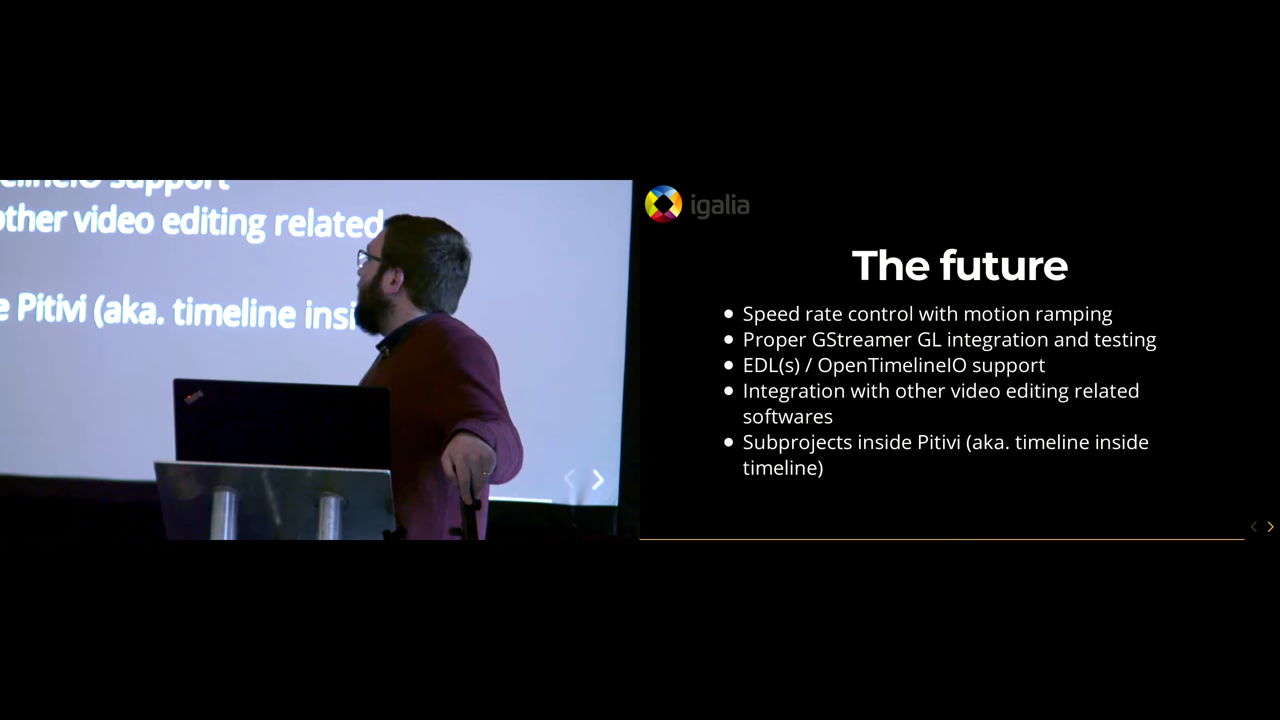 elineIO support
other video editing related
e Pitivi (aka. timeline insi
igalia
The future
Speed rate control with motion ramping
Proper GStreamer GL integration and testing
EDL(s) / OpenTimelineIO support
Integration with other video editing related
softwares
Subprojects inside Pitivi (aka. timeline inside
timeline)